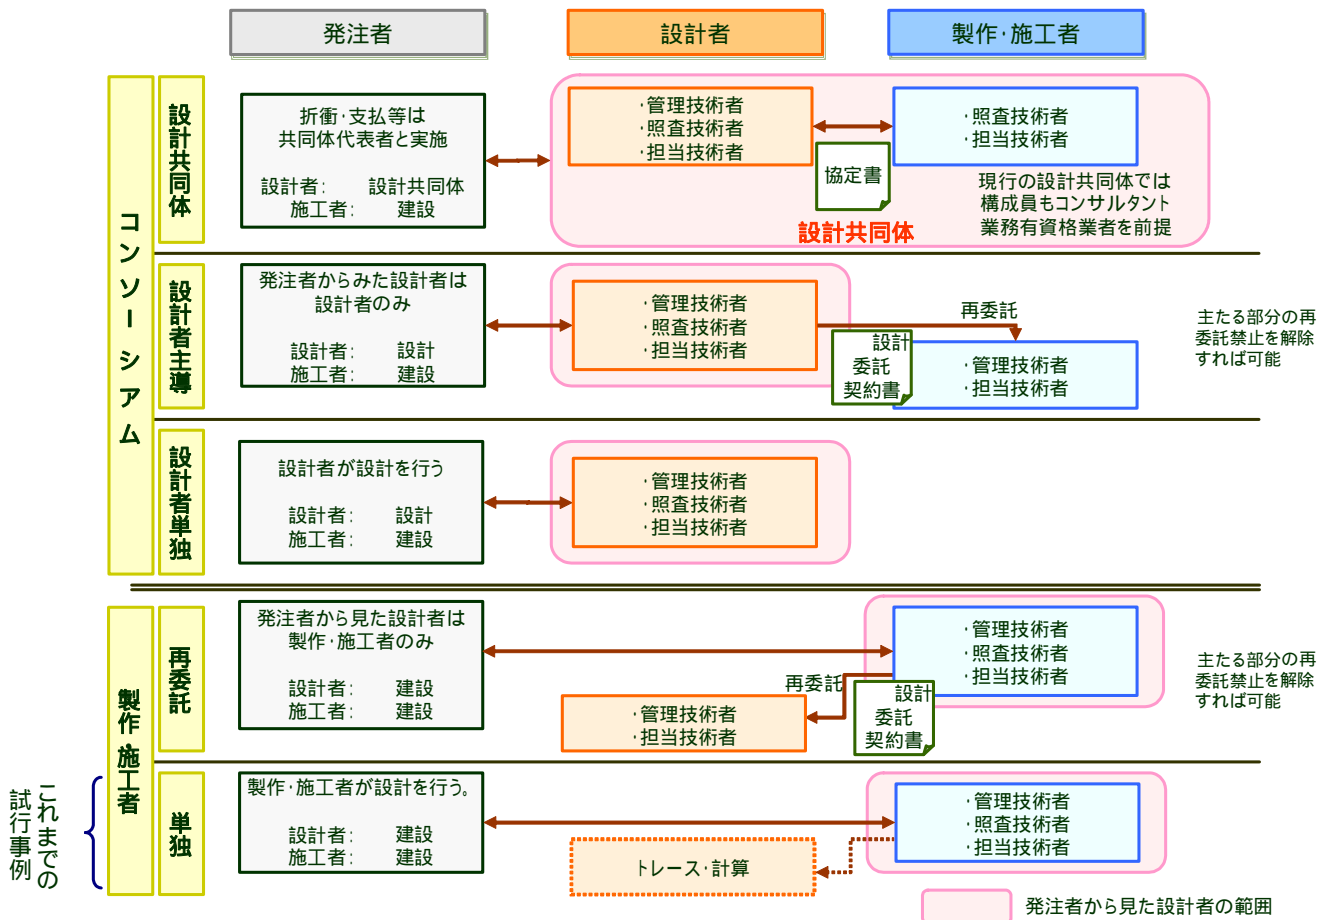 発注者
設計者
製作・施工者
コンソーシアム
設計共同体
折衝・支払等は
共同体代表者と実施
設計者： 設計共同体
施工者： 建設
・管理技術者
・照査技術者
・担当技術者
協定書
・照査技術者
・担当技術者
現行の設計共同体では
構成員もコンサルタント
業務有資格業者を前提
設計共同体
設計者主導
発注者からみた設計者は
設計者のみ
設計者： 設計
施工者： 建設
・管理技術者
・照査技術者
・担当技術者
再委託
設計
委託
契約書
・管理技術者
・担当技術者
主たる部分の再
委託禁止を解除
すれば可能
設計者単独
設計者が設計を行う
設計者： 設計
施工者： 建設
・管理技術者
・照査技術者
・担当技術者
製作・施工者
再委託
発注者から見た設計者は
製作・施工者のみ
設計者： 建設
施工者： 建設
・管理技術者
・照査技術者
・担当技術者
再委託
設計
委託
契約書
・管理技術者
・担当技術者
主たる部分の再
委託禁止を解除
すれば可能
これまでの
試行事例
単独
製作・施工者が設計を行う。
設計者： 建設
施工者： 建設
・管理技術者
・照査技術者
・担当技術者
トレース・計算
発注者から見た設計者の範囲